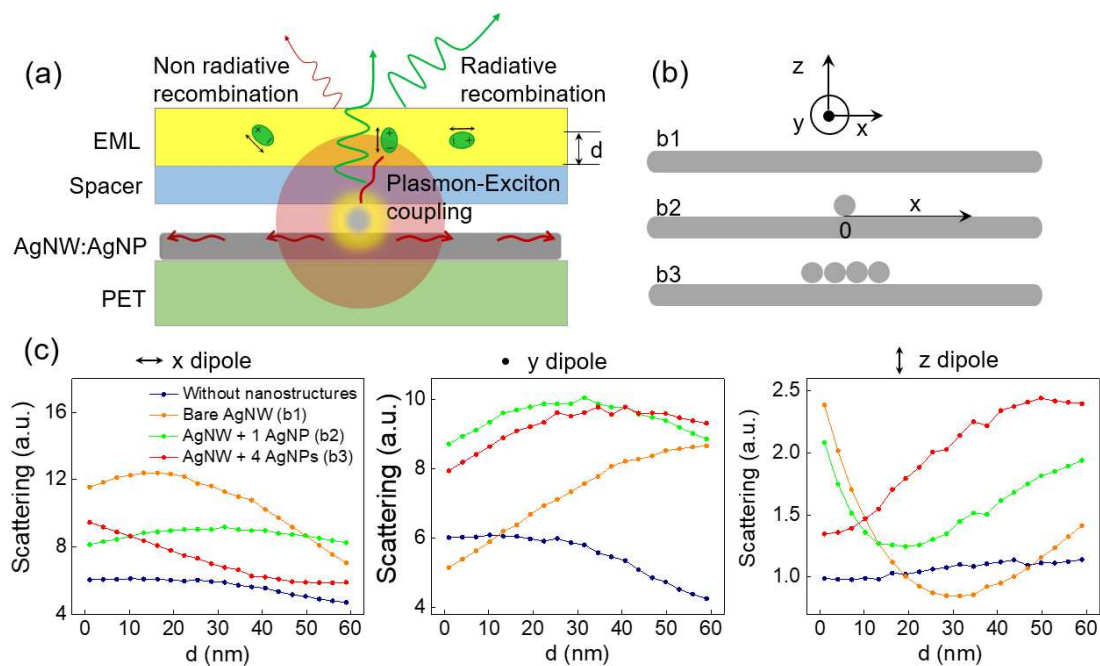 (a)
Non radiative
recombination
Radiative
recombination
EML
d
Spacer
Plasmon-Exciton
coupling
AgNW:AgNP
PET
(b)
z
y
x
b1
b2
x
0
b3
(c)
x dipole
Scattering (a.u.)
16
12
8
4
Without nanostructures
Bare AgNW (b1)
AgNW + 1 AgNP (b2)
AgNW + 4 AgNPs (b3)
0 10 20 30 40 50 60
d (nm)
y dipole
Scattering (a.u.)
10
8
6
4
0 10 20 30 40 50 60
d (nm)
z dipole
Scattering (a.u.)
2.5
2.0
1.5
1.0
0 10 20 30 40 50 60
d (nm)